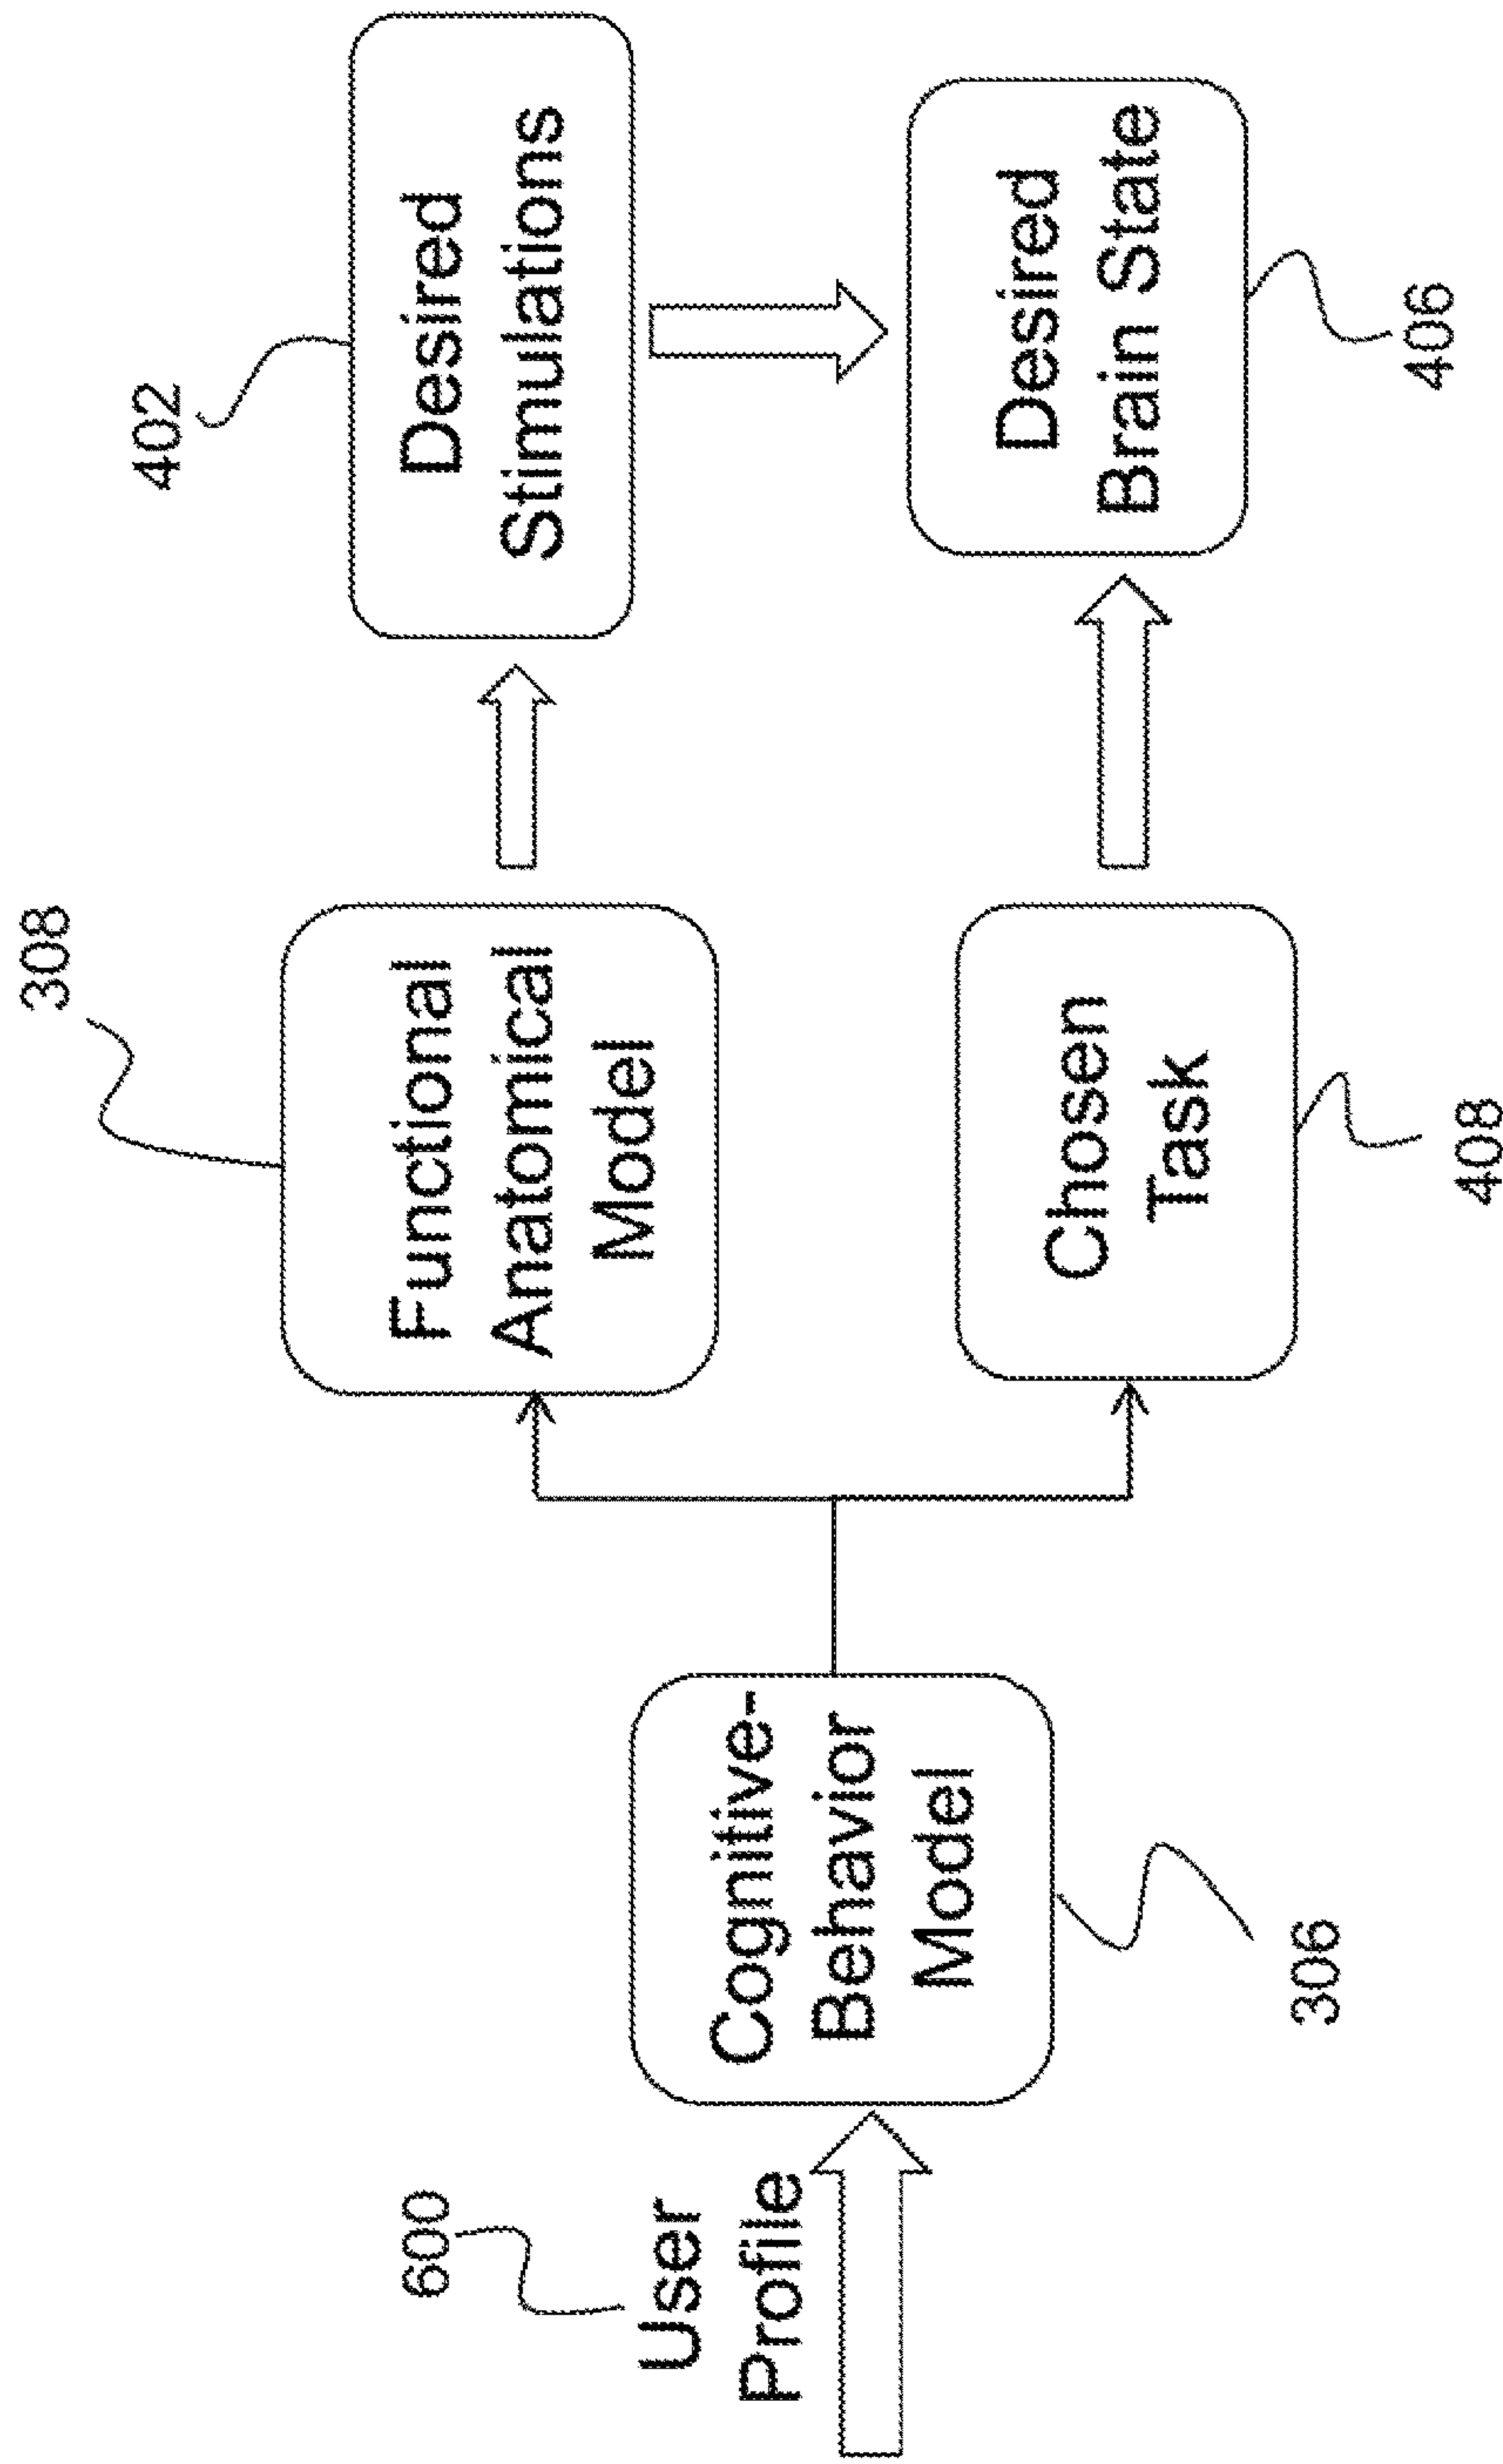 600
User
Profile
Cognitive-
Behavior
Model
306
308
Functional
Anatomical
Model
Chosen
Task
408
402
Desired
Stimulations
Desired
Brain State
406